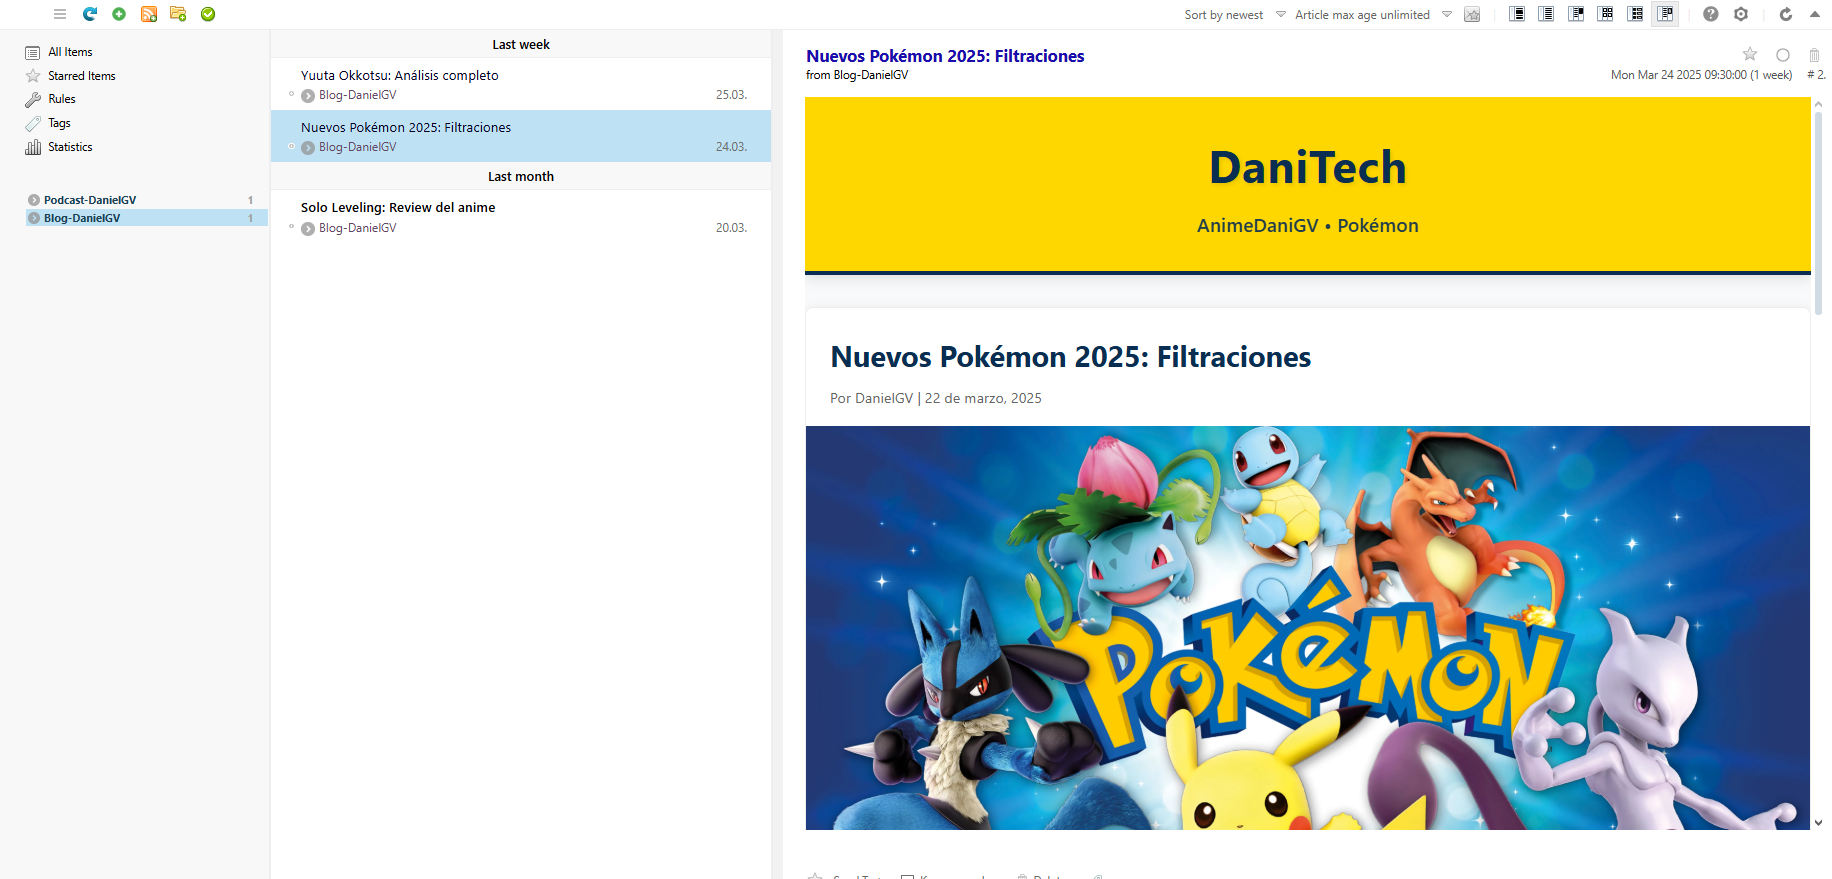 Sort by newest
Article max age unlimited
All Items
Starred Items
Rules
Tags
Statistics
Podcast-DanielGV 1
Blog-DanielGV 1
Last week
Yuuta Okkotsu: Análisis completo
Blog-DanielGV 25.03.
Nuevos Pokémon 2025: Filtraciones
Blog-DanielGV 24.03.
Last month
Solo Leveling: Review del anime
Blog-DanielGV 20.03.
Nuevos Pokémon 2025: Filtraciones
from Blog-DanielGV
Mon Mar 24 2025 09:30:00 (1 week) # 2.
DaniTech
AnimeDaniGV • Pokémon
Nuevos Pokémon 2025: Filtraciones
Por DanielGV | 22 de marzo, 2025
POKéMON